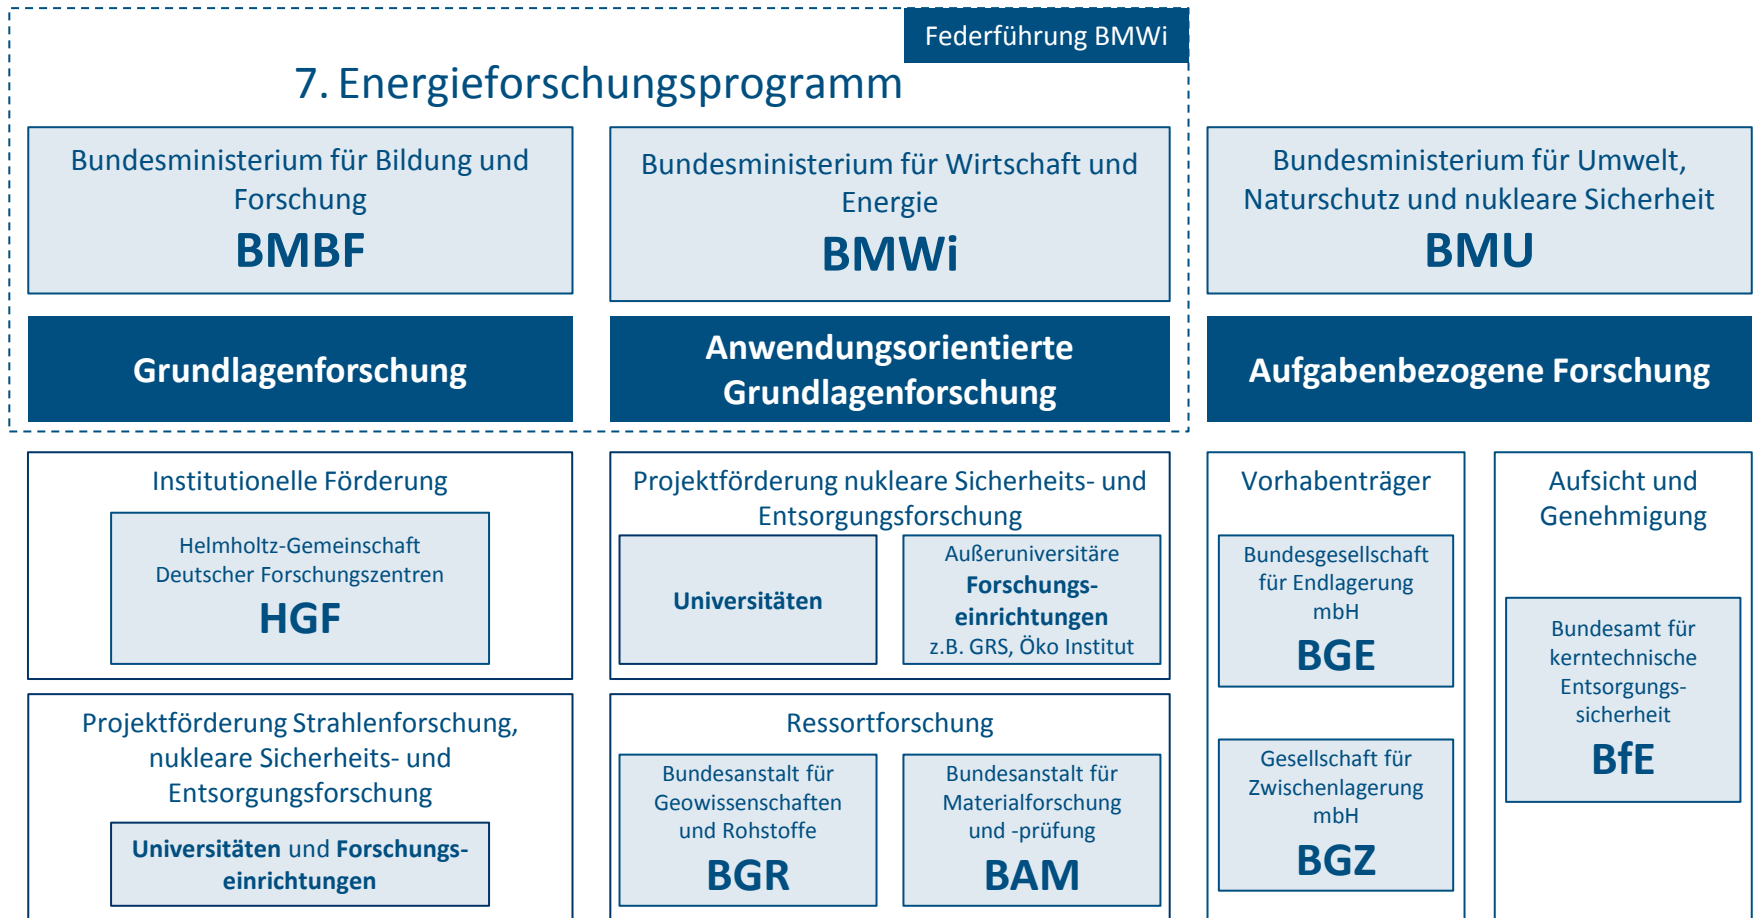 Federführung BMWi
7. Energieforschungsprogramm
Bundesministerium für Bildung und
Forschung
BMBF
Bundesministerium für Wirtschaft und
Energie
BMWi
Bundesministerium für Umwelt,
Naturschutz und nukleare Sicherheit
BMU
Grundlagenforschung
Anwendungsorientierte
Grundlagenforschung
Aufgabenbezogene Forschung
Institutionelle Förderung
Helmholtz-Gemeinschaft
Deutscher Forschungszentren
HGF
Projektförderung Strahlenforschung,
nukleare Sicherheits- und
Entsorgungsforschung
Universitäten und Forschungs-
einrichtungen
Projektförderung nukleare Sicherheits- und
Entsorgungsforschung
Universitäten
Außeruniversitäre
Forschungs-
einrichtungen
z.B. GRS, Öko Institut
Ressortforschung
Bundesanstalt für
Geowissenschaften
und Rohstoffe
BGR
Bundesanstalt für
Materialforschung
und -prüfung
BAM
Vorhabenträger
Bundesgesellschaft
für Endlagerung
mbH
BGE
Gesellschaft für
Zwischenlagerung
mbH
BGZ
Aufsicht und
Genehmigung
Bundesamt für
kerntechnische
Entsorgungs-
sicherheit
BfE